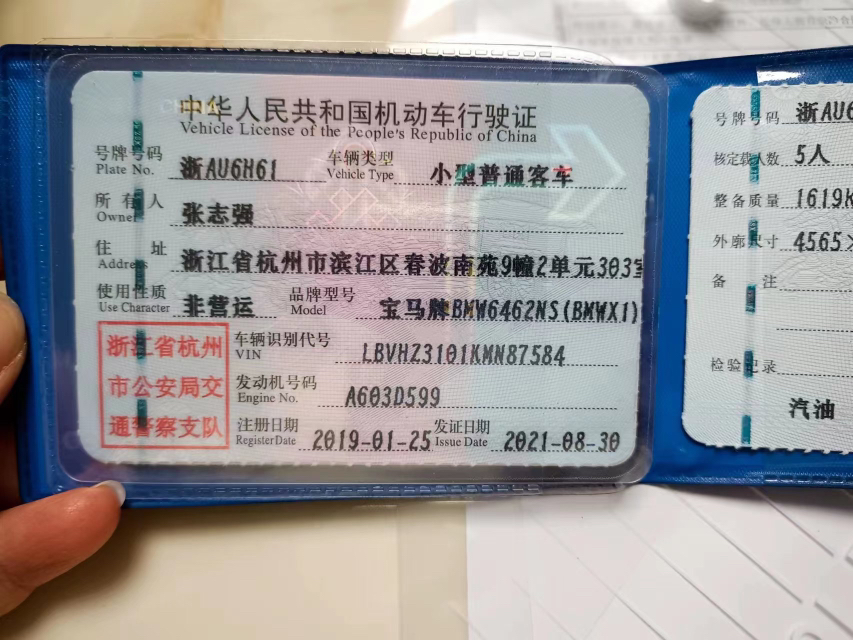 中华人民共和国机动车行驶证
Vehicle License of the People's Republic of China
号牌号码 浙AU6H61 车辆类型 小型普通客车
Plate No. Vehicle Type
所有人 张志强
Owner
住址 浙江省杭州市滨江区春波南苑9幢2单元303室
Address
使用性质 非营运 品牌型号 宝马牌BMW6462NS(BMWX1)
Use Character Model
浙江省杭州
市公安局交
通警察支队
车辆识别代号 LBVHZ3101KMN87584
VIN
发动机号码 A603D599
Engine No.
注册日期 2019-01-25 发证日期 2021-08-30
Register Date Issue Date
号牌号码 浙AU6
核定载人数 5人
整备质量 1619K
外廓尺寸 4565×
备注
检验记录
汽油